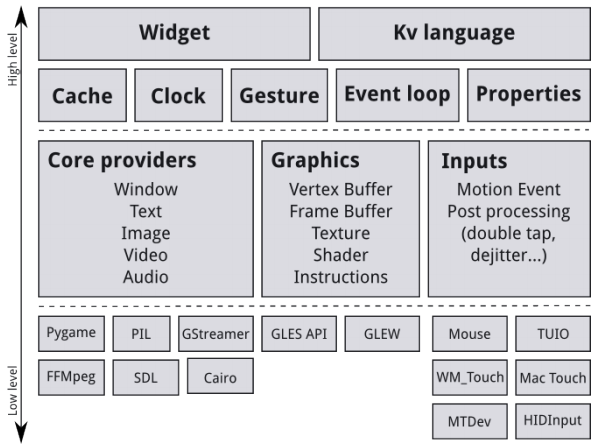 High level
Widget
Kv language
Cache
Clock
Gesture
Event loop
Properties
Core providers
Window
Text
Image
Video
Audio
Graphics
Vertex Buffer
Frame Buffer
Texture
Shader
Instructions
Inputs
Motion Event
Post processing
(double tap,
dejitter...)
Pygame
PIL
GStreamer
GLES API
GLEW
Mouse
TUIO
FFMpeg
SDL
Cairo
WM_Touch
Mac Touch
MTDev
HIDInput
Low level